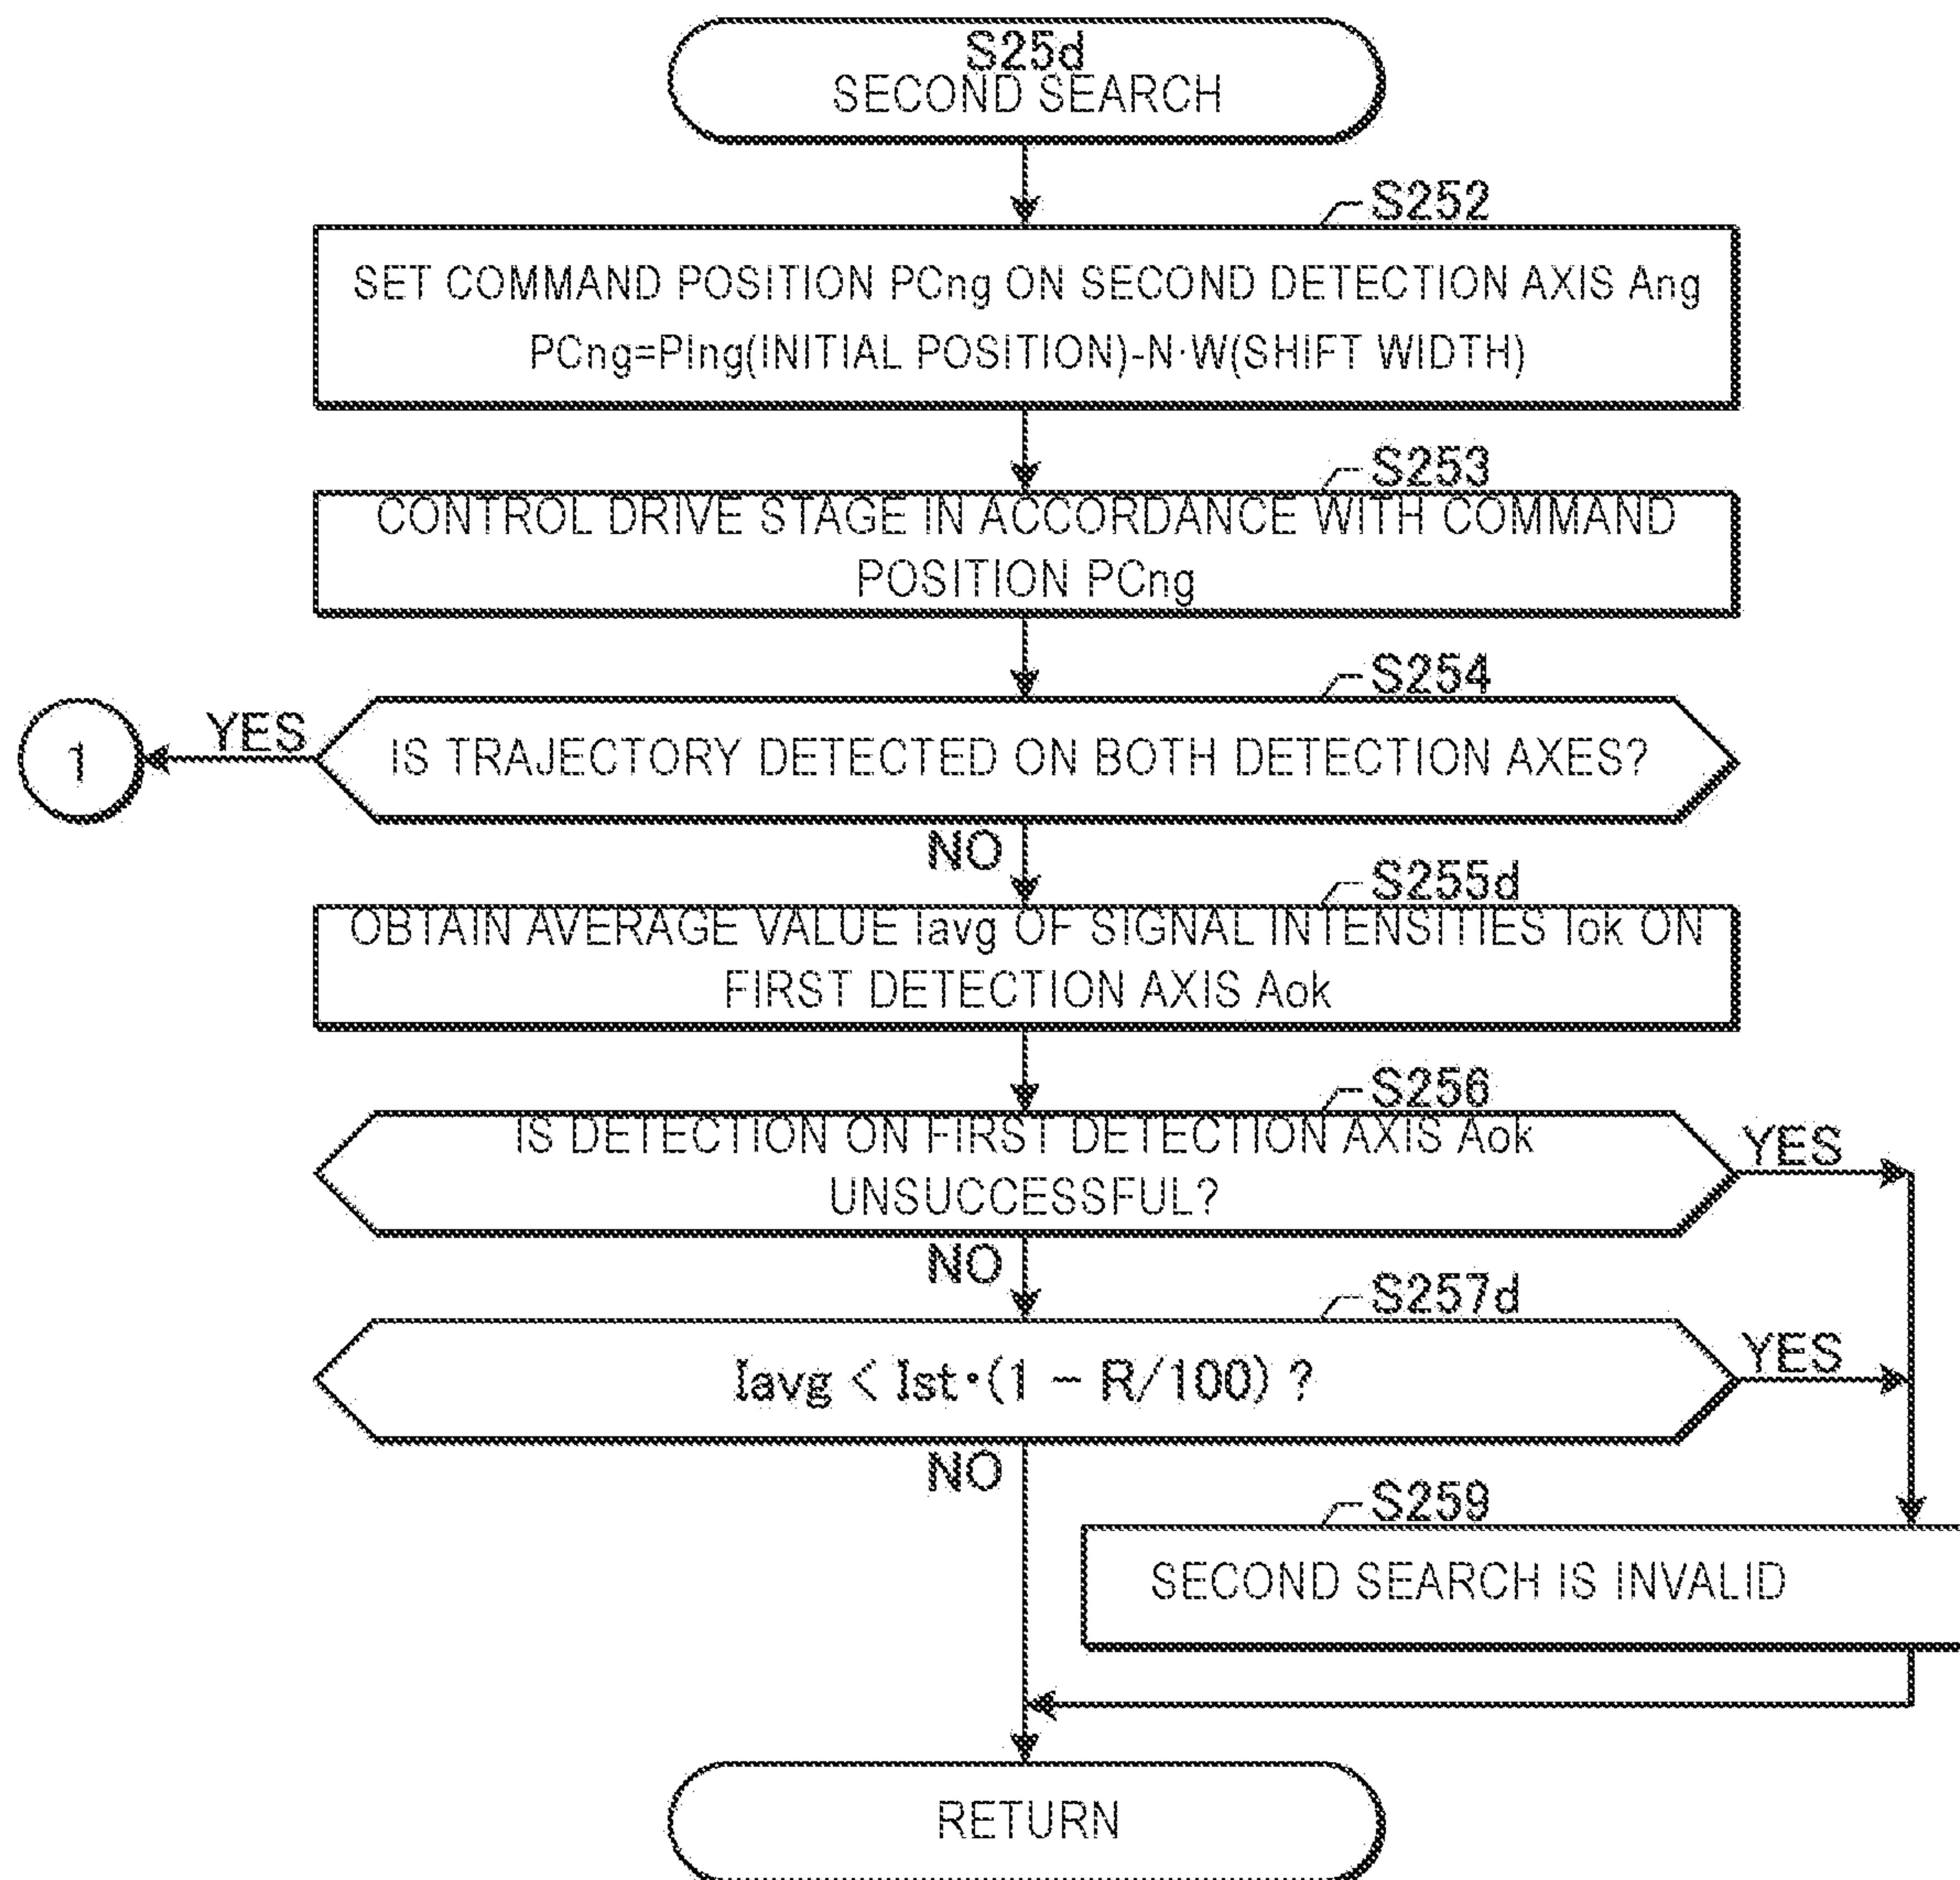 S25d
SECOND SEARCH
S252
SET COMMAND POSITION PCng ON SECOND DETECTION AXIS Ang
PCng=PIng(INITIAL POSITION)-N·W(SHIFT WIDTH)
S253
CONTROL DRIVE STAGE IN ACCORDANCE WITH COMMAND
POSITION PCng
S254
1
YES
IS TRAJECTORY DETECTED ON BOTH DETECTION AXES?
NO
S255d
OBTAIN AVERAGE VALUE Iavg OF SIGNAL INTENSITIES Iok ON
FIRST DETECTION AXIS Aok
S256
IS DETECTION ON FIRST DETECTION AXIS Aok
UNSUCCESSFUL?
YES
NO
S257d
Iavg < Ist·(1 - R/100) ?
YES
NO
S259
SECOND SEARCH IS INVALID
RETURN